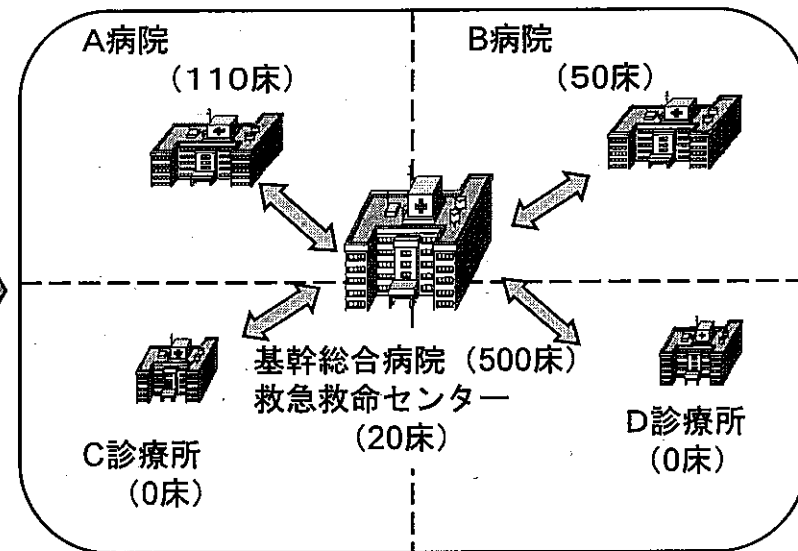 A病院
（110床）
B病院
（50床）
基幹総合病院（500床）
救急救命センター
（20床）
C診療所
（0床）
D診療所
（0床）